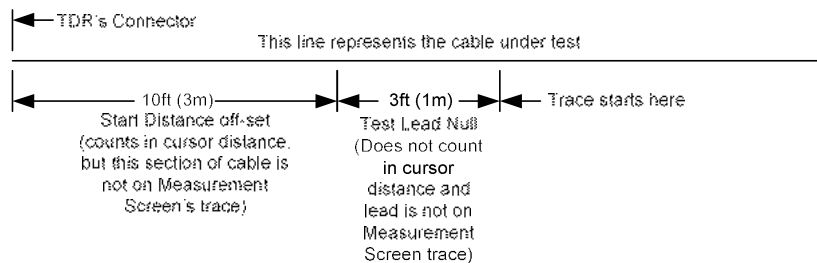 TDR's Connector
This line represents the cable under test
10ft (3m)
3ft (1m)
Trace starts here
Start Distance off-set
(counts in cursor distance,
but this section of cable is
not on Measurement
Screen's trace)
Test Lead Null
(Does not count
in cursor
distance and
lead is not on
Measurement
Screen trace)